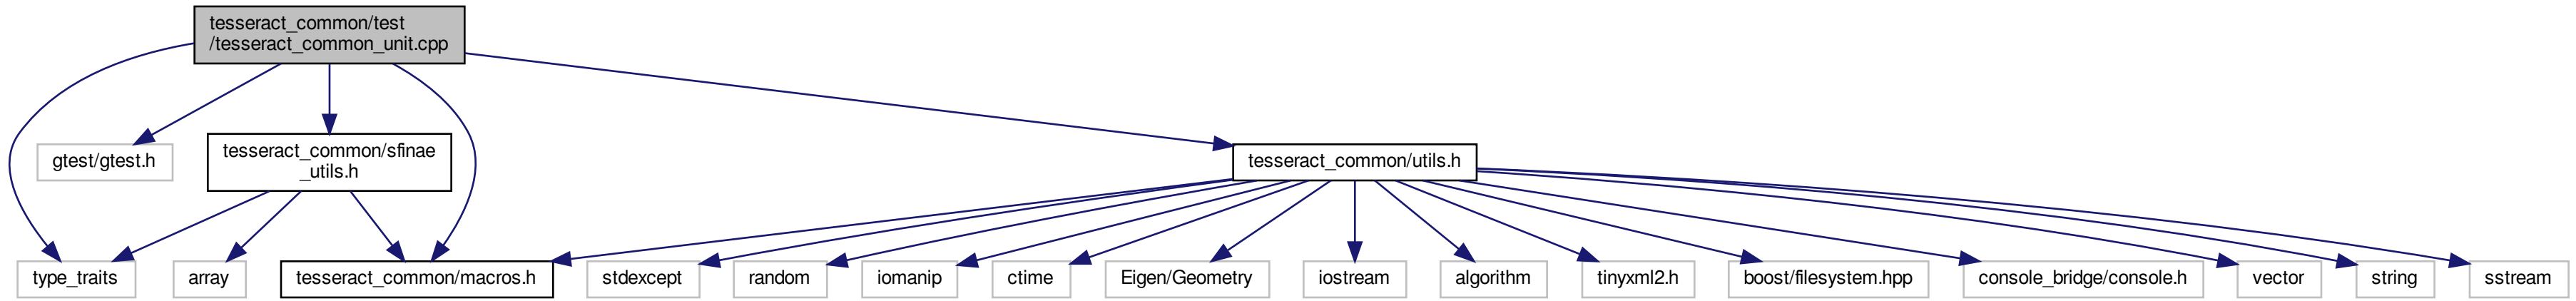 tesseract_common/test
/tesseract_common_unit.cpp
gtest/gtest.h
tesseract_common/sfinae
_utils.h
tesseract_common/utils.h
type_traits
array
tesseract_common/macros.h
stdexcept
random
iomanip
ctime
Eigen/Geometry
iostream
algorithm
tinyxml2.h
boost/filesystem.hpp
console_bridge/console.h
vector
string
sstream